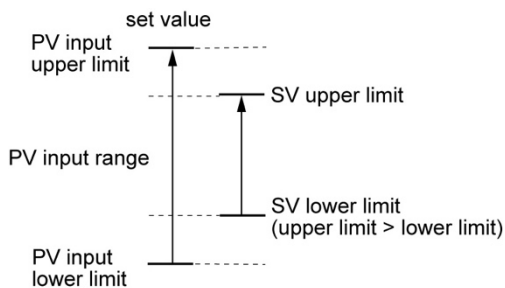 set value
PV input
upper limit
SV upper limit
PV input range
SV lower limit
(upper limit > lower limit)
PV input
lower limit